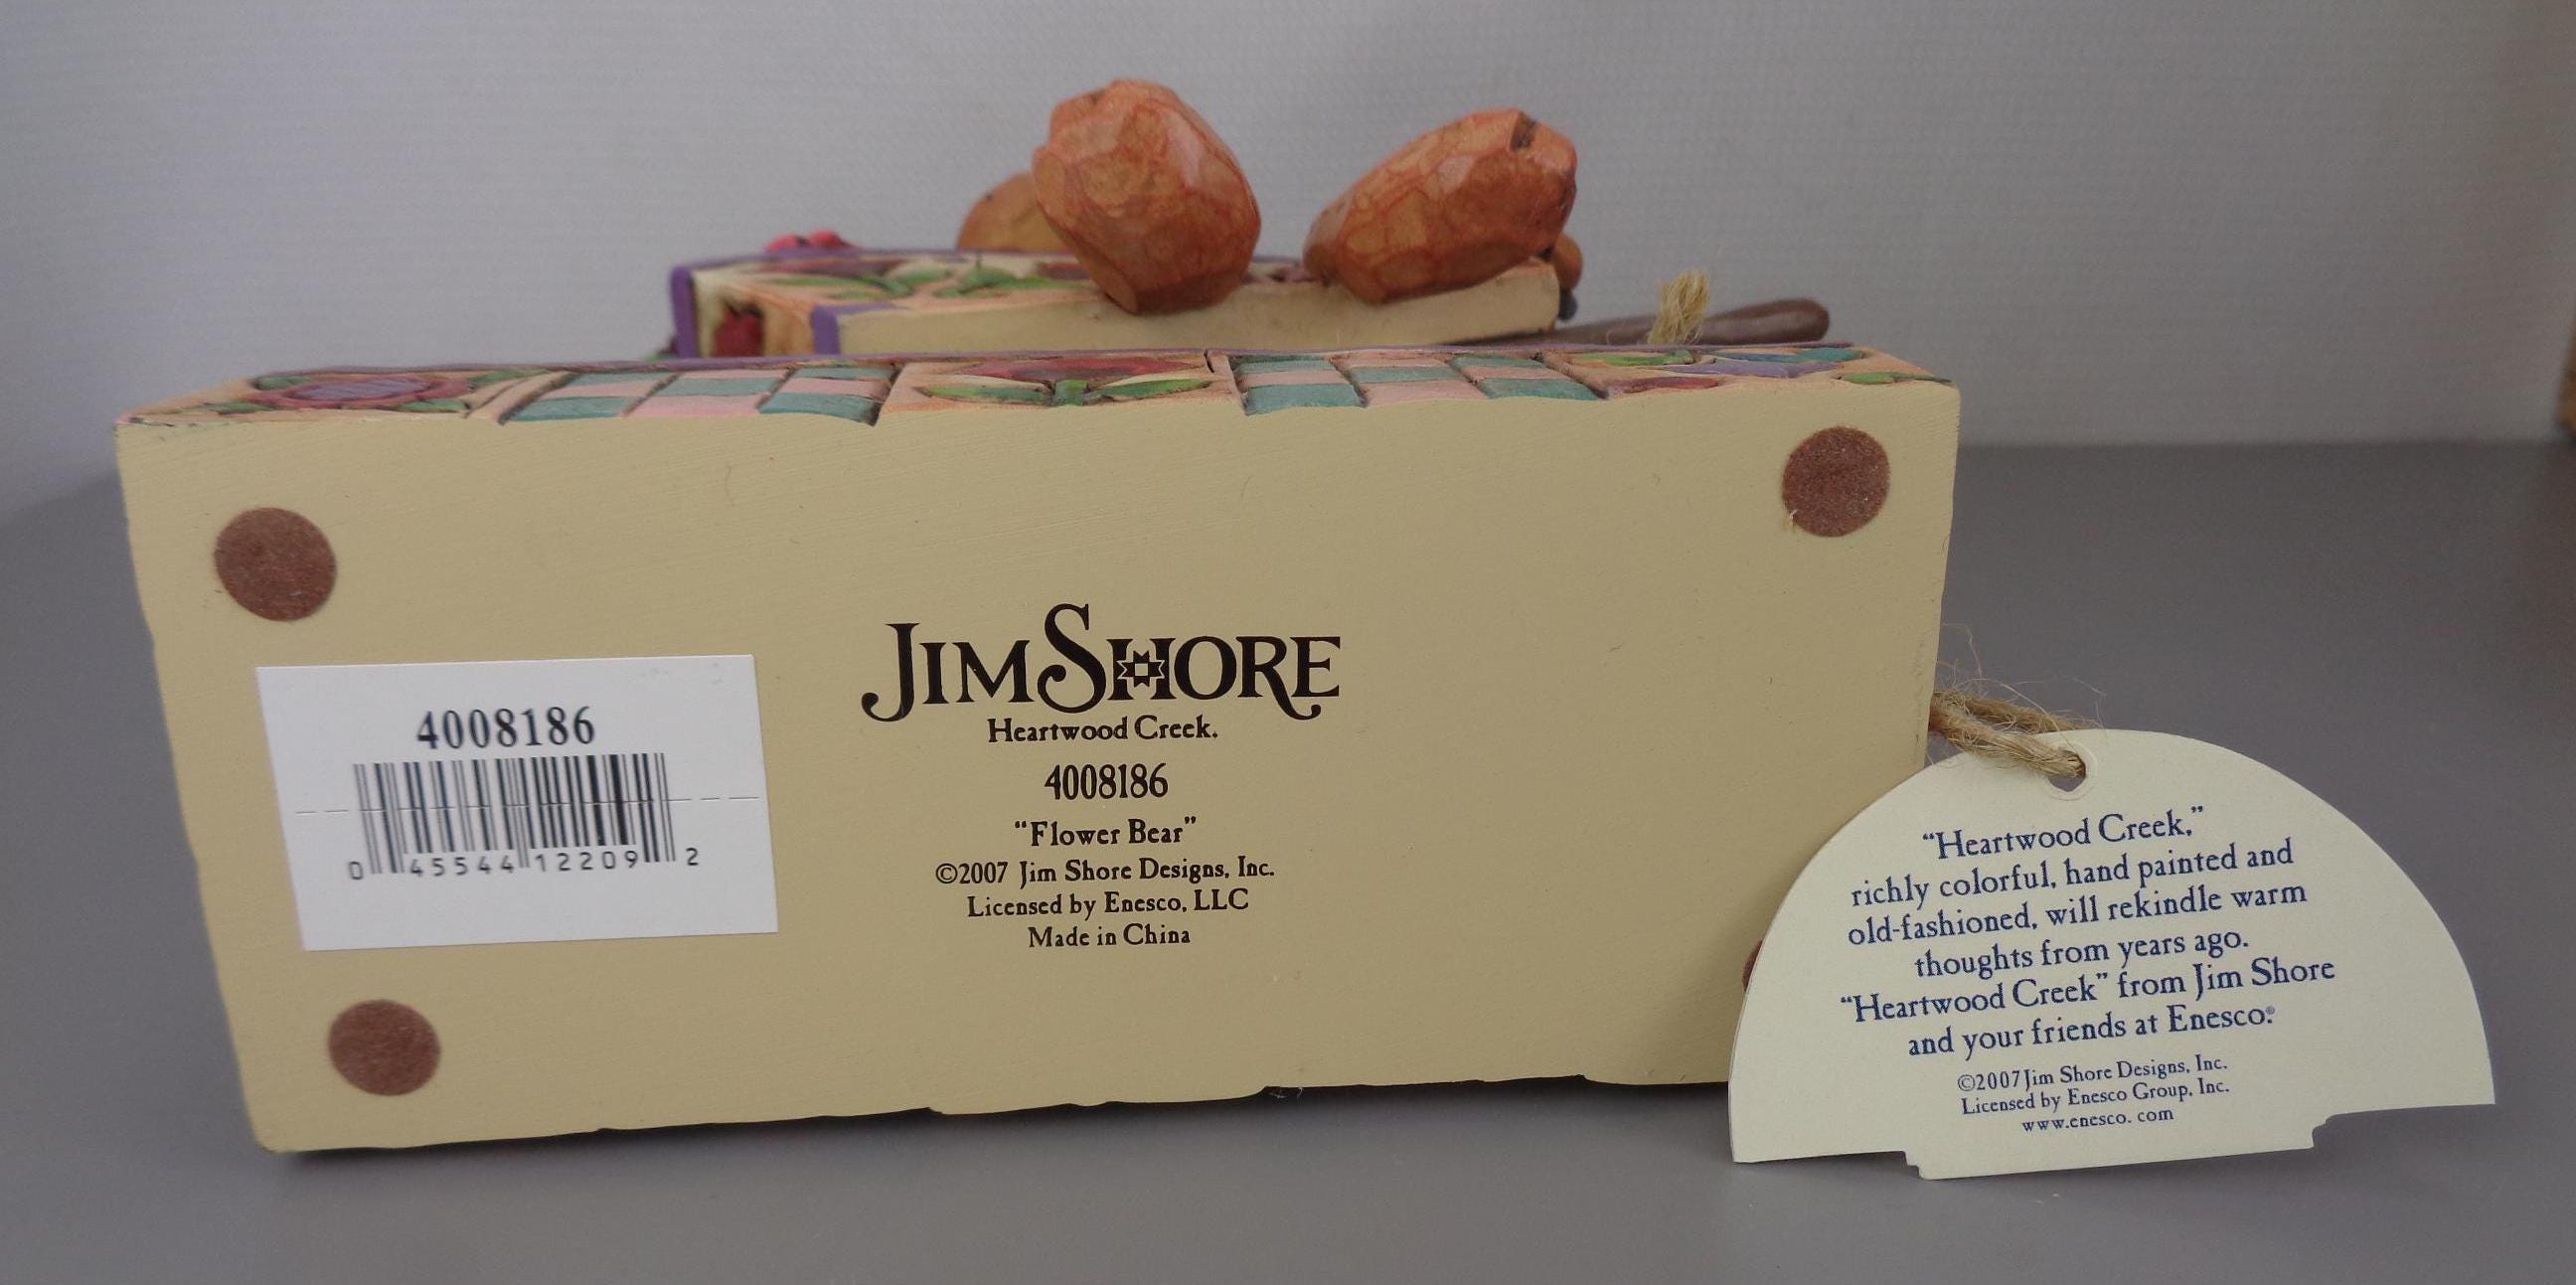 4008186
0 45544 12209 2
JIM SHORE
Heartwood Creek.
4008186
"Flower Bear"
©2007 Jim Shore Designs, Inc.
Licensed by Enesco, LLC
Made in China
"Heartwood Creek,"
richly colorful, hand painted and
old-fashioned, will rekindle warm
thoughts from years ago.
"Heartwood Creek" from Jim Shore
and your friends at Enesco.®
©2007 Jim Shore Designs, Inc.
Licensed by Enesco Group, Inc.
www.enesco. com